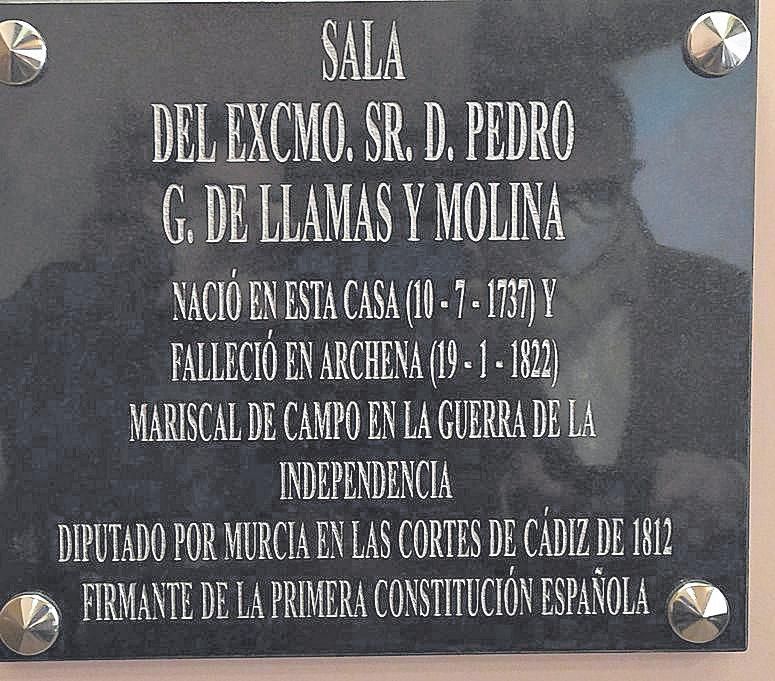 SALA
DEL EXCMO. SR. D. PEDRO
G. DE LLAMAS Y MOLINA
NACIÓ EN ESTA CASA (10 - 7 - 1737) Y
FALLECIÓ EN ARCHENA (19 - 1 - 1822)
MARISCAL DE CAMPO EN LA GUERRA DE LA
INDEPENDENCIA
DIPUTADO POR MURCIA EN LAS CORTES DE CÁDIZ DE 1812
FIRMANTE DE LA PRIMERA CONSTITUCIÓN ESPAÑOLA